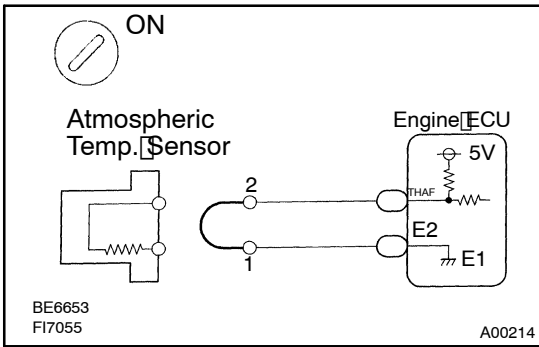 ON
Atmospheric
Temp. Sensor
Engine ECU
5V
2
THAF
E2
1
E1
BE6653
FI7055
A00214